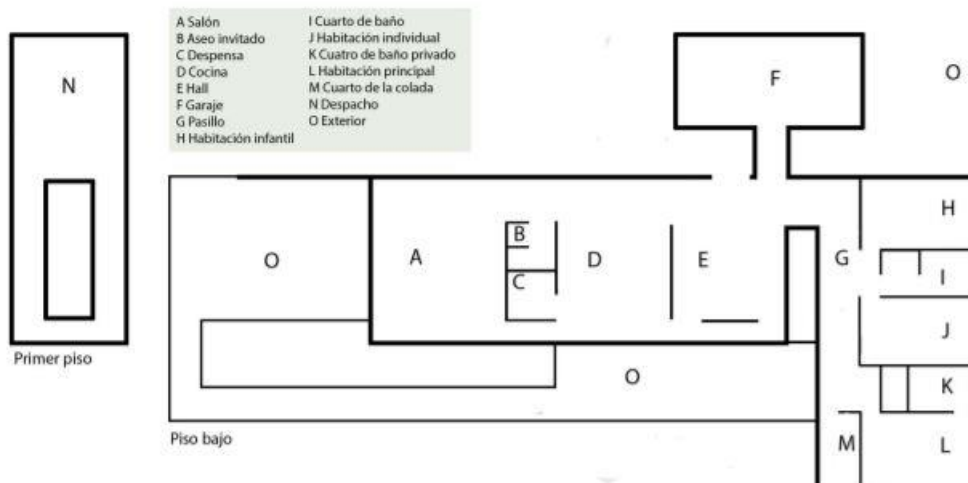 A Salón
B Aseo invitado
C Despensa
D Cocina
E Hall
F Garaje
G Pasillo
H Habitación infantil
I Cuarto de baño
J Habitación individual
K Cuatro de baño privado
L Habitación principal
M Cuarto de la colada
N Despacho
O Exterior
N
Primer piso
F
O
H
B
O
A
D
E
G
C
I
J
O
K
Piso bajo
M
L